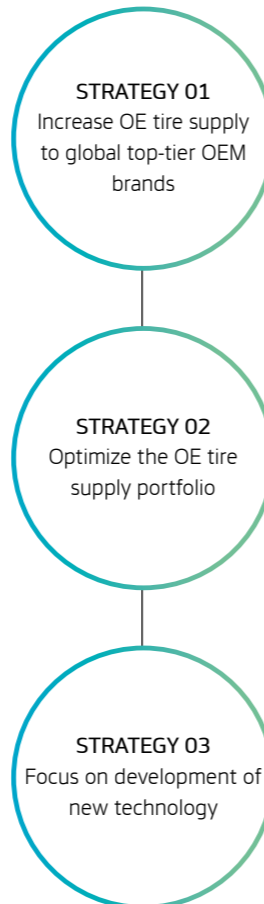 STRATEGY 01
Increase OE tire supply
to global top-tier OEM
brands
STRATEGY 02
Optimize the OE tire
supply portfolio
STRATEGY 03
Focus on development of
new technology